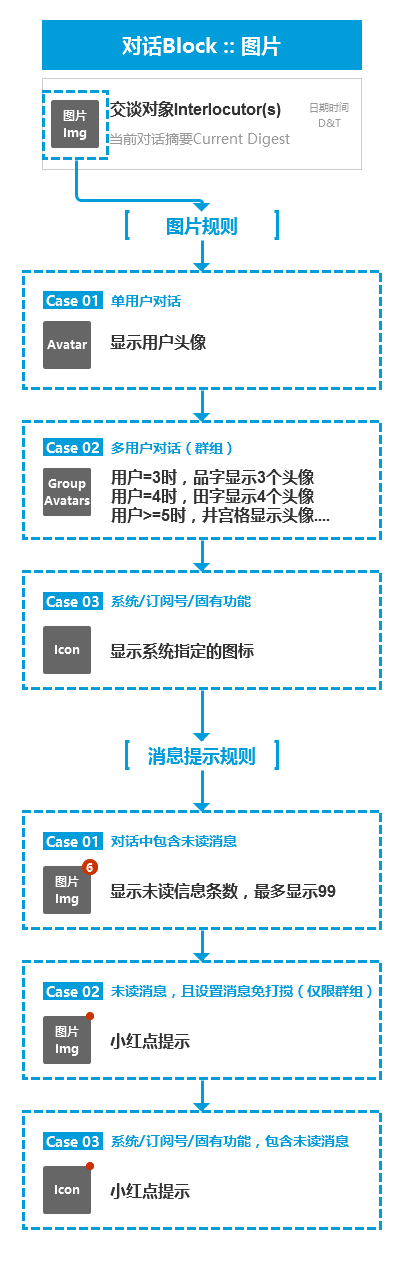 对话Block :: 图片
图片
Img
交谈对象Interlocutor(s)
日期时间
D&T
当前对话摘要Current Digest
图片规则
Case 01 单用户对话
Avatar
显示用户头像
Case 02 多用户对话（群组）
Group
Avatars
用户=3时，品字显示3个头像
用户=4时，田字显示4个头像
用户>=5时，井宫格显示头像....
Case 03 系统/订阅号/固有功能
Icon
显示系统指定的图标
消息提示规则
Case 01 对话中包含未读消息
6
图片
Img
显示未读信息条数，最多显示99
Case 02 未读消息，且设置消息免打搅（仅限群组）
图片
Img
小红点提示
Case 03 系统/订阅号/固有功能，包含未读消息
Icon
小红点提示